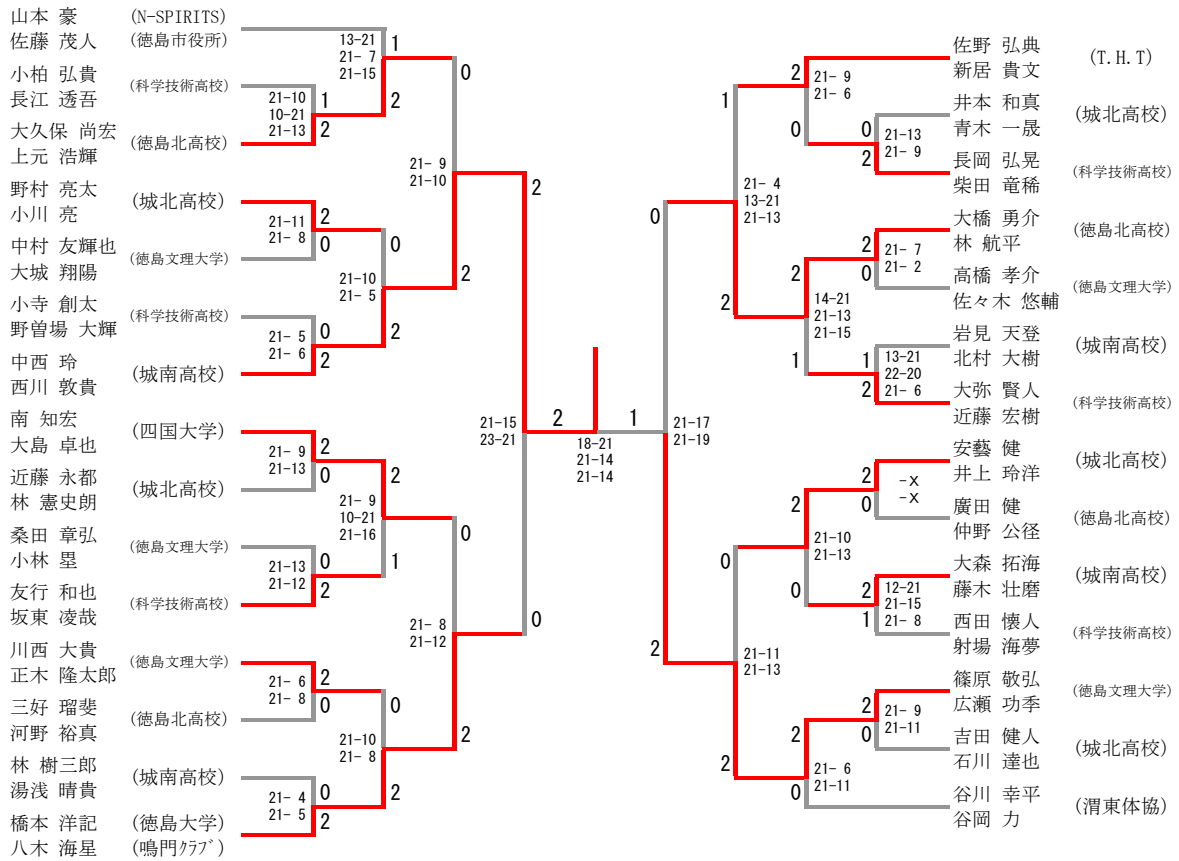 山本 豪 (N-SPIRITS)
佐藤 茂人 (徳島市役所)
小柏 弘貴
長江 透吾
(科学技術高校)
大久保 尚宏
上元 浩輝
(徳島北高校)
野村 亮太
小川 亮
(城北高校)
中村 友輝也
大城 翔陽
(徳島文理大学)
小寺 創太
野曽場 大輝
(科学技術高校)
中西 玲
西川 敦貴
(城南高校)
南 知宏
大島 卓也
(四国大学)
近藤 永都
林 憲史朗
(城北高校)
桑田 章弘
小林 塁
(徳島文理大学)
友行 和也
坂東 凌哉
(科学技術高校)
川西 大貴
正木 隆太郎
(徳島文理大学)
三好 瑠斐
河野 裕真
(徳島北高校)
林 樹三郎
湯浅 晴貴
(城南高校)
橋本 洋記 (徳島大学)
八木 海星 (鳴門ｸﾗﾌﾞ)
13-21
21- 7
21-15
1
2
21-10
10-21
21-13
1
2
21-11
21- 8
2
0
21- 5
21- 6
0
2
21-10
21- 5
0
2
21- 9
21-10
0
2
21- 9
21-13
2
0
21-13
21-12
0
2
21- 9
10-21
21-16
2
1
21- 6
21- 8
2
0
21- 4
21- 5
0
2
21-10
21- 8
0
2
21- 8
21-12
0
2
21-15
23-21
2
0
2
1
18-21
21-14
21-14
佐野 弘典
新居 貴文
(T.H.T)
井本 和真
青木 一晟
(城北高校)
長岡 弘晃
柴田 竜稀
(科学技術高校)
大橋 勇介
林 航平
(徳島北高校)
高橋 孝介
佐々木 悠輔
(徳島文理大学)
岩見 天登
北村 大樹
(城南高校)
大弥 賢人
近藤 宏樹
(科学技術高校)
安藝 健
井上 玲洋
(城北高校)
廣田 健
仲野 公径
(徳島北高校)
大森 拓海
藤木 壮磨
(城南高校)
西田 懐人
射場 海夢
(科学技術高校)
篠原 敬弘
広瀬 功季
(徳島文理大学)
吉田 健人
石川 達也
(城北高校)
谷川 幸平
谷岡 力
(渭東体協)
2
0
21- 9
21- 6
0
2
21-13
21- 9
2
0
21- 7
21- 2
1
2
13-21
22-20
21- 6
2
1
14-21
21-13
21-15
1
2
21- 4
13-21
21-13
2
0
-X
-X
2
1
12-21
21-15
21- 8
2
0
21-10
21-13
2
0
21- 9
21-11
2
0
21- 6
21-11
0
2
21-11
21-13
0
2
21-17
21-19